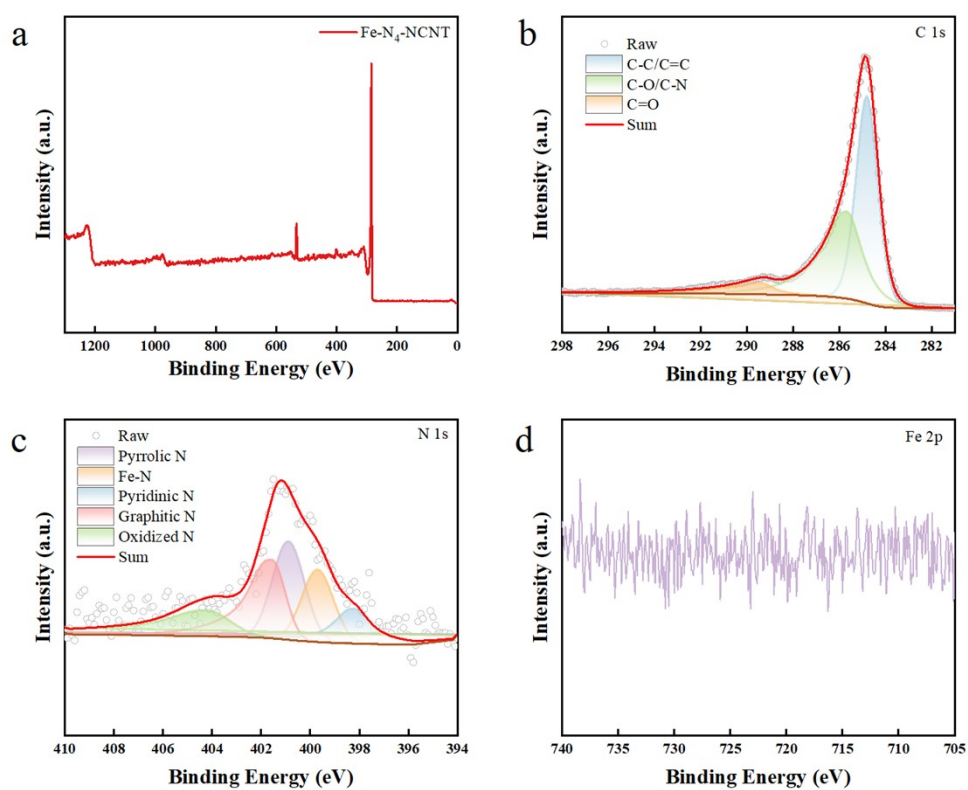 a
Fe-N4-NCNT
Intensity (a.u.)
1200 1000 800 600 400 200 0
Binding Energy (eV)
b
C 1s
Raw
C-C/C=C
C-O/C-N
C=O
Sum
Intensity (a.u.)
298 296 294 292 290 288 286 284 282
Binding Energy (eV)
c
N 1s
Raw
Pyrrolic N
Fe-N
Pyridinic N
Graphitic N
Oxidized N
Sum
Intensity (a.u.)
410 408 406 404 402 400 398 396 394
Binding Energy (eV)
d
Fe 2p
Intensity (a.u.)
740 735 730 725 720 715 710 705
Binding Energy (eV)